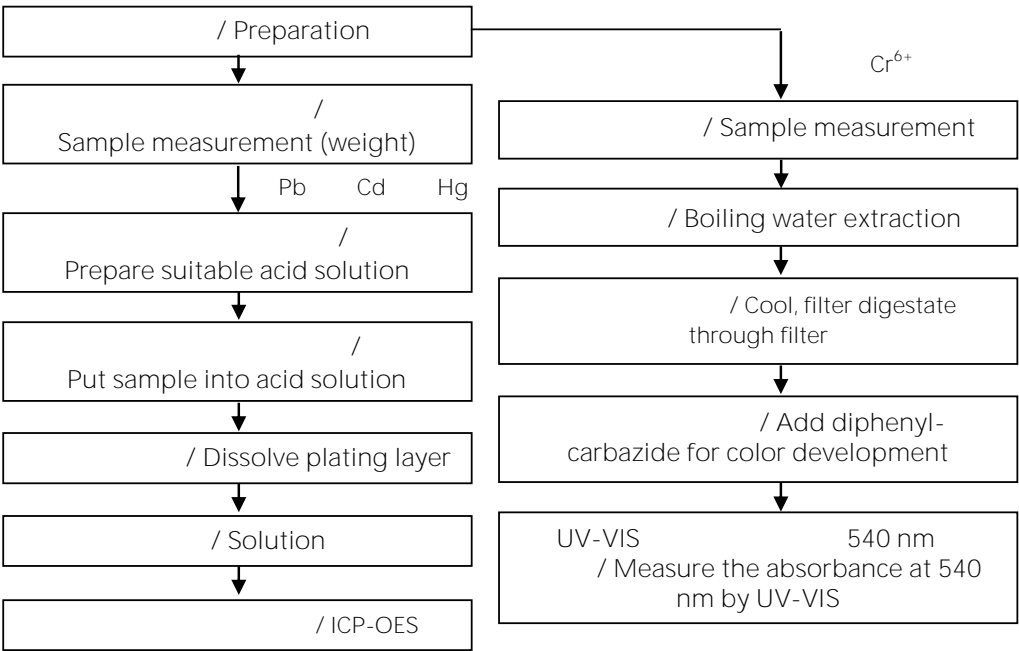 / Preparation
/
Sample measurement (weight)
Pb Cd Hg
/
Prepare suitable acid solution
/
Put sample into acid solution
/ Dissolve plating layer
/ Solution
/ ICP-OES
Cr⁶⁺
/ Sample measurement
/ Boiling water extraction
/ Cool, filter digestate
through filter
/ Add diphenyl-
carbazide for color development
UV-VIS 540 nm
/ Measure the absorbance at 540
nm by UV-VIS